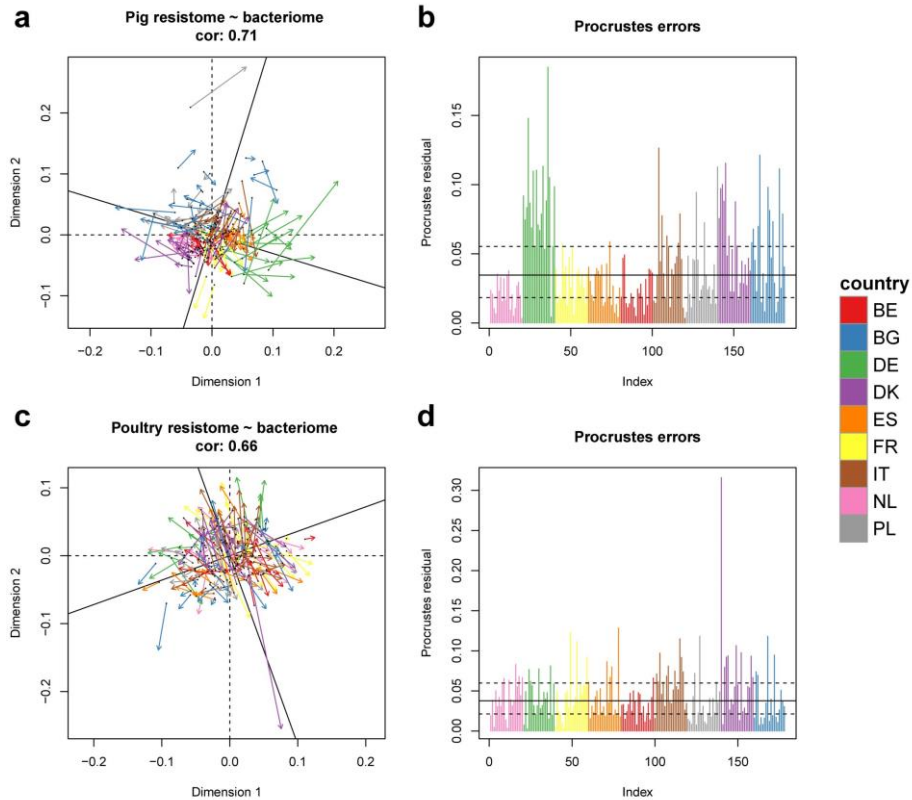 a
Pig resistome ~ bacteriome
cor: 0.71
Dimension 2
0.2
0.1
0.0
−0.1
−0.2
−0.1
0.0
0.1
0.2
Dimension 1
b
Procrustes errors
Procrustes residual
0.15
0.10
0.05
0.00
0
50
100
150
Index
country
BE
BG
DE
DK
ES
FR
IT
NL
PL
c
Poultry resistome ~ bacteriome
cor: 0.66
Dimension 2
0.1
0.0
−0.1
−0.2
−0.2
−0.1
0.0
0.1
0.2
Dimension 1
d
Procrustes errors
Procrustes residual
0.30
0.25
0.20
0.15
0.10
0.05
0.00
0
50
100
150
Index